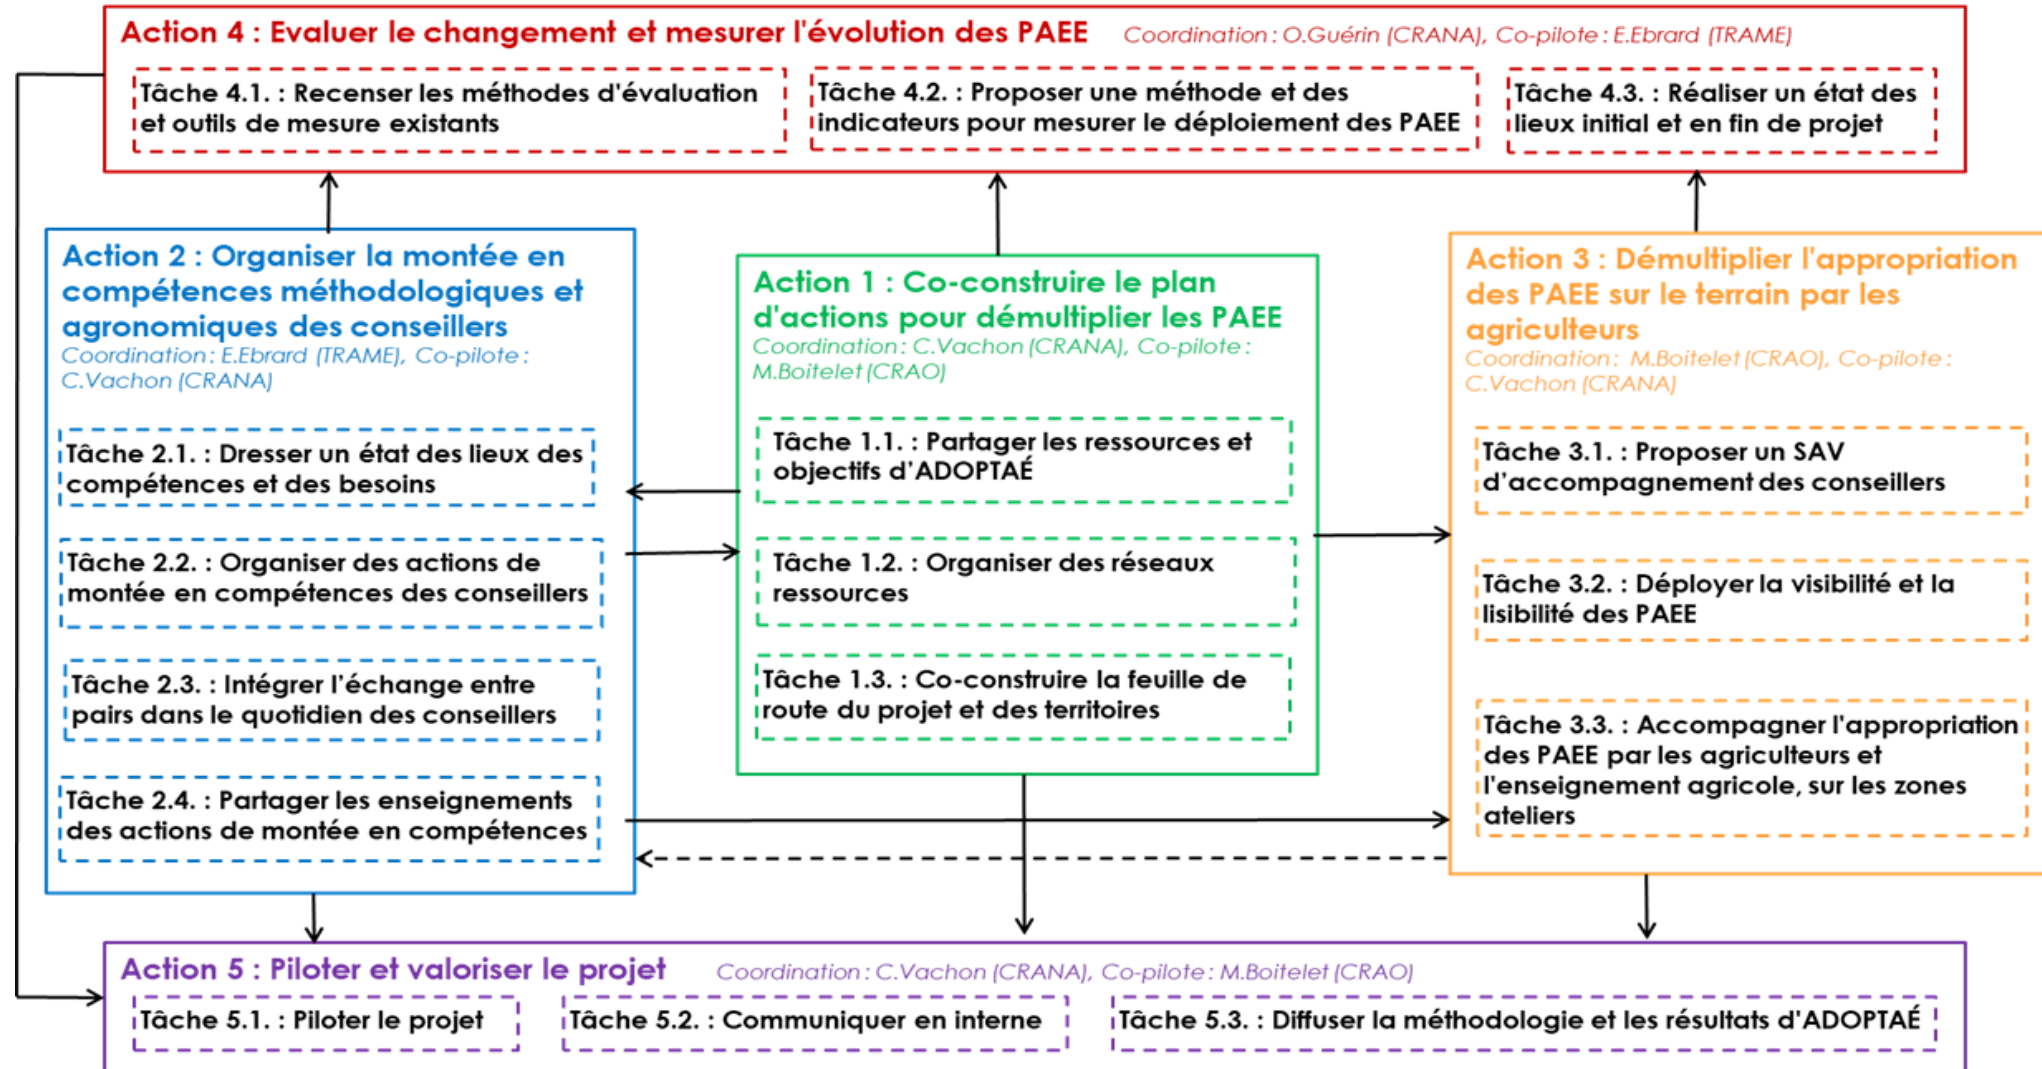 Action 4 : Evaluer le changement et mesurer l'évolution des PAEE Coordination : O.Guérin (CRANA), Co-pilote : E.Ebrard (TRAME)
Tâche 4.1. : Recenser les méthodes d'évaluation
et outils de mesure existants
Tâche 4.2. : Proposer une méthode et des
indicateurs pour mesurer le déploiement des PAEE
Tâche 4.3. : Réaliser un état des
lieux initial et en fin de projet
Action 2 : Organiser la montée en
compétences méthodologiques et
agronomiques des conseillers
Coordination : E.Ebrard (TRAME), Co-pilote :
C.Vachon (CRANA)
Tâche 2.1. : Dresser un état des lieux des
compétences et des besoins
Tâche 2.2. : Organiser des actions de
montée en compétences des conseillers
Tâche 2.3. : Intégrer l'échange entre
pairs dans le quotidien des conseillers
Tâche 2.4. : Partager les enseignements
des actions de montée en compétences
Action 1 : Co-construire le plan
d'actions pour démultiplier les PAEE
Coordination : C.Vachon (CRANA), Co-pilote :
M.Boitelet (CRAO)
Tâche 1.1. : Partager les ressources et
objectifs d'ADOPTAÉ
Tâche 1.2. : Organiser des réseaux
ressources
Tâche 1.3. : Co-construire la feuille de
route du projet et des territoires
Action 3 : Démultiplier l'appropriation
des PAEE sur le terrain par les
agriculteurs
Coordination : M.Boitelet (CRAO), Co-pilote :
C.Vachon (CRANA)
Tâche 3.1. : Proposer un SAV
d'accompagnement des conseillers
Tâche 3.2. : Déployer la visibilité et la
lisibilité des PAEE
Tâche 3.3. : Accompagner l'appropriation
des PAEE par les agriculteurs et
l'enseignement agricole, sur les zones
ateliers
Action 5 : Piloter et valoriser le projet Coordination : C.Vachon (CRANA), Co-pilote : M.Boitelet (CRAO)
Tâche 5.1. : Piloter le projet
Tâche 5.2. : Communiquer en interne
Tâche 5.3. : Diffuser la méthodologie et les résultats d'ADOPTAÉ